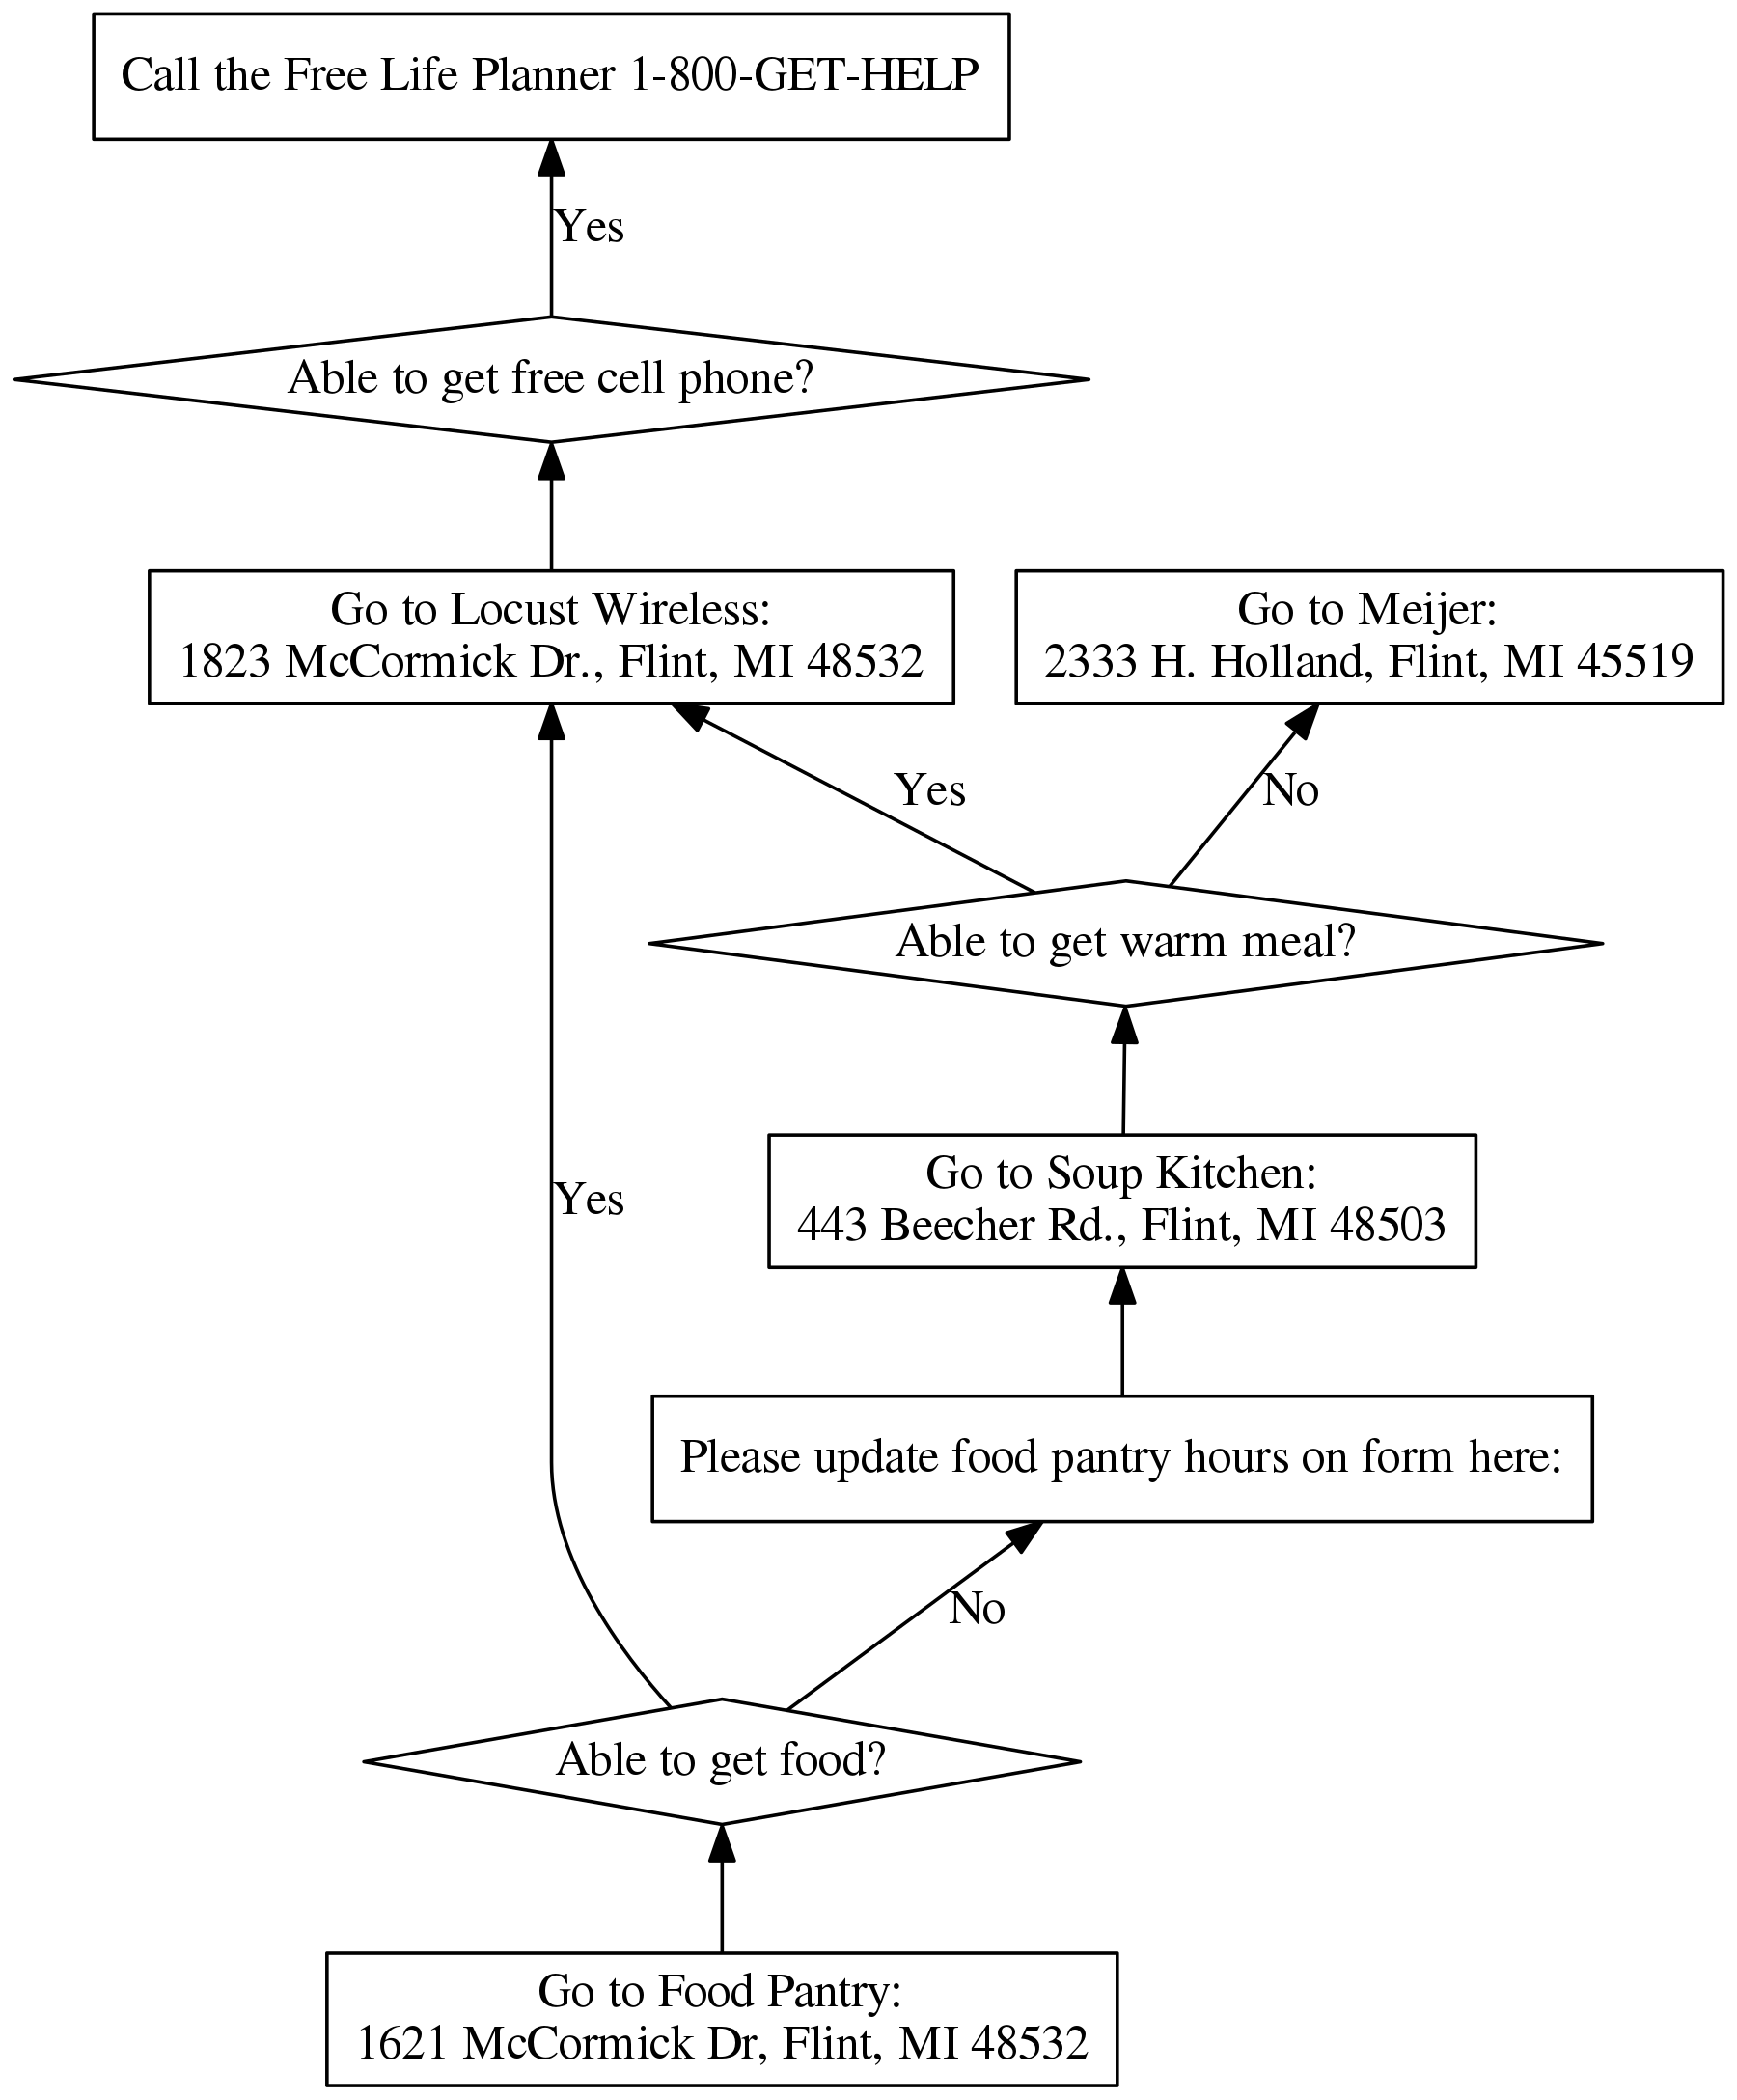 Call the Free Life Planner 1-800-GET-HELP
Yes
Able to get free cell phone?
Go to Locust Wireless:
1823 McCormick Dr., Flint, MI 48532
Go to Meijer:
2333 H. Holland, Flint, MI 45519
Yes
No
Able to get warm meal?
Go to Soup Kitchen:
443 Beecher Rd., Flint, MI 48503
Yes
Please update food pantry hours on form here:
No
Able to get food?
Go to Food Pantry:
1621 McCormick Dr, Flint, MI 48532